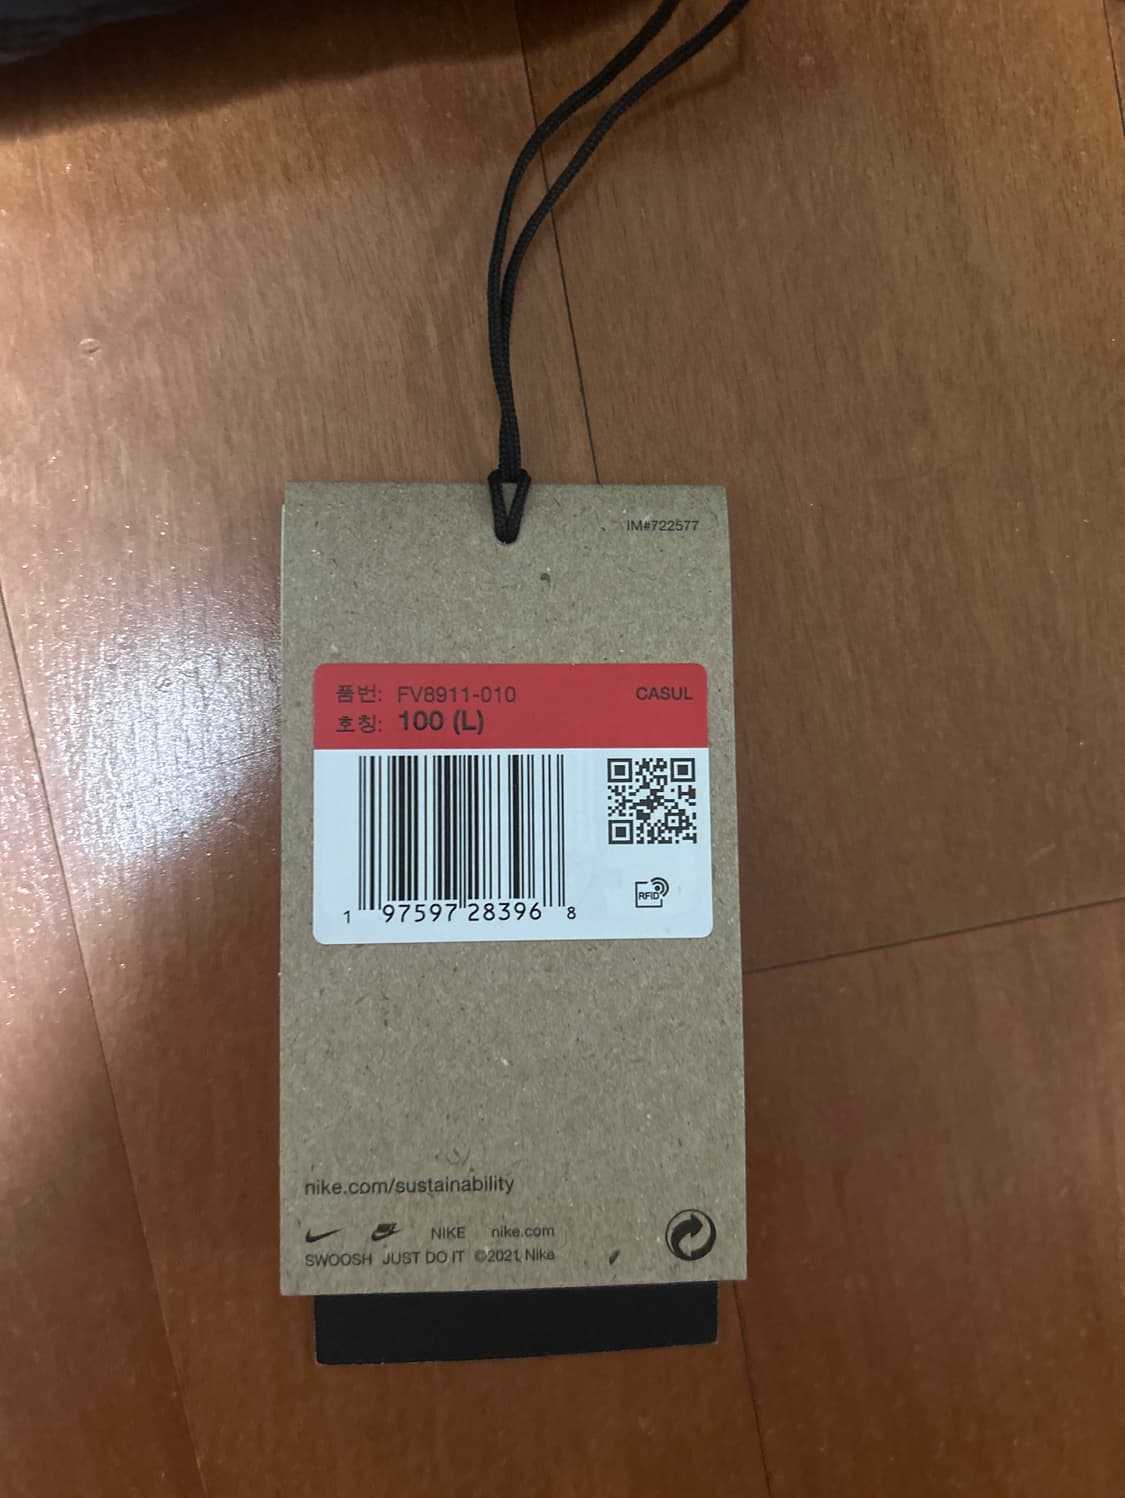 IM#722577
품번: FV8911-010 CASUL
호칭: 100 (L)
1 97597 28396 8
RFID
nike.com/sustainability
NIKE NIKE nike.com
SWOOSH JUST DO IT ©2021 Nike